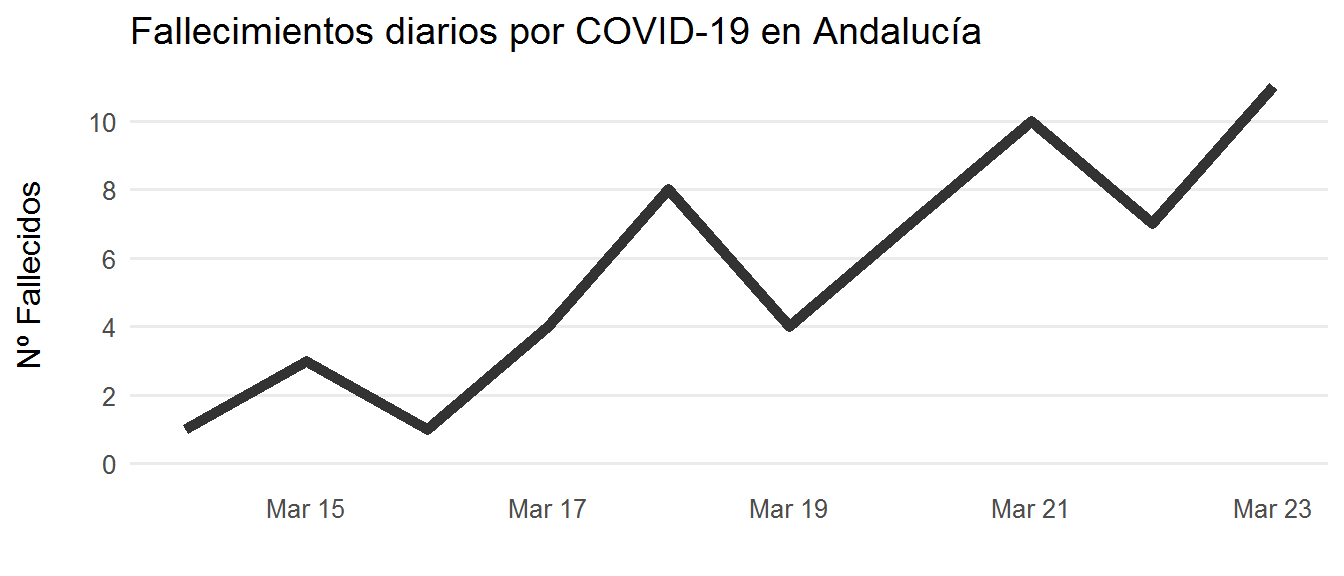 Fallecimientos diarios por COVID-19 en Andalucía
Nº Fallecidos
10
8
6
4
2
0
Mar 15 Mar 17 Mar 19 Mar 21 Mar 23